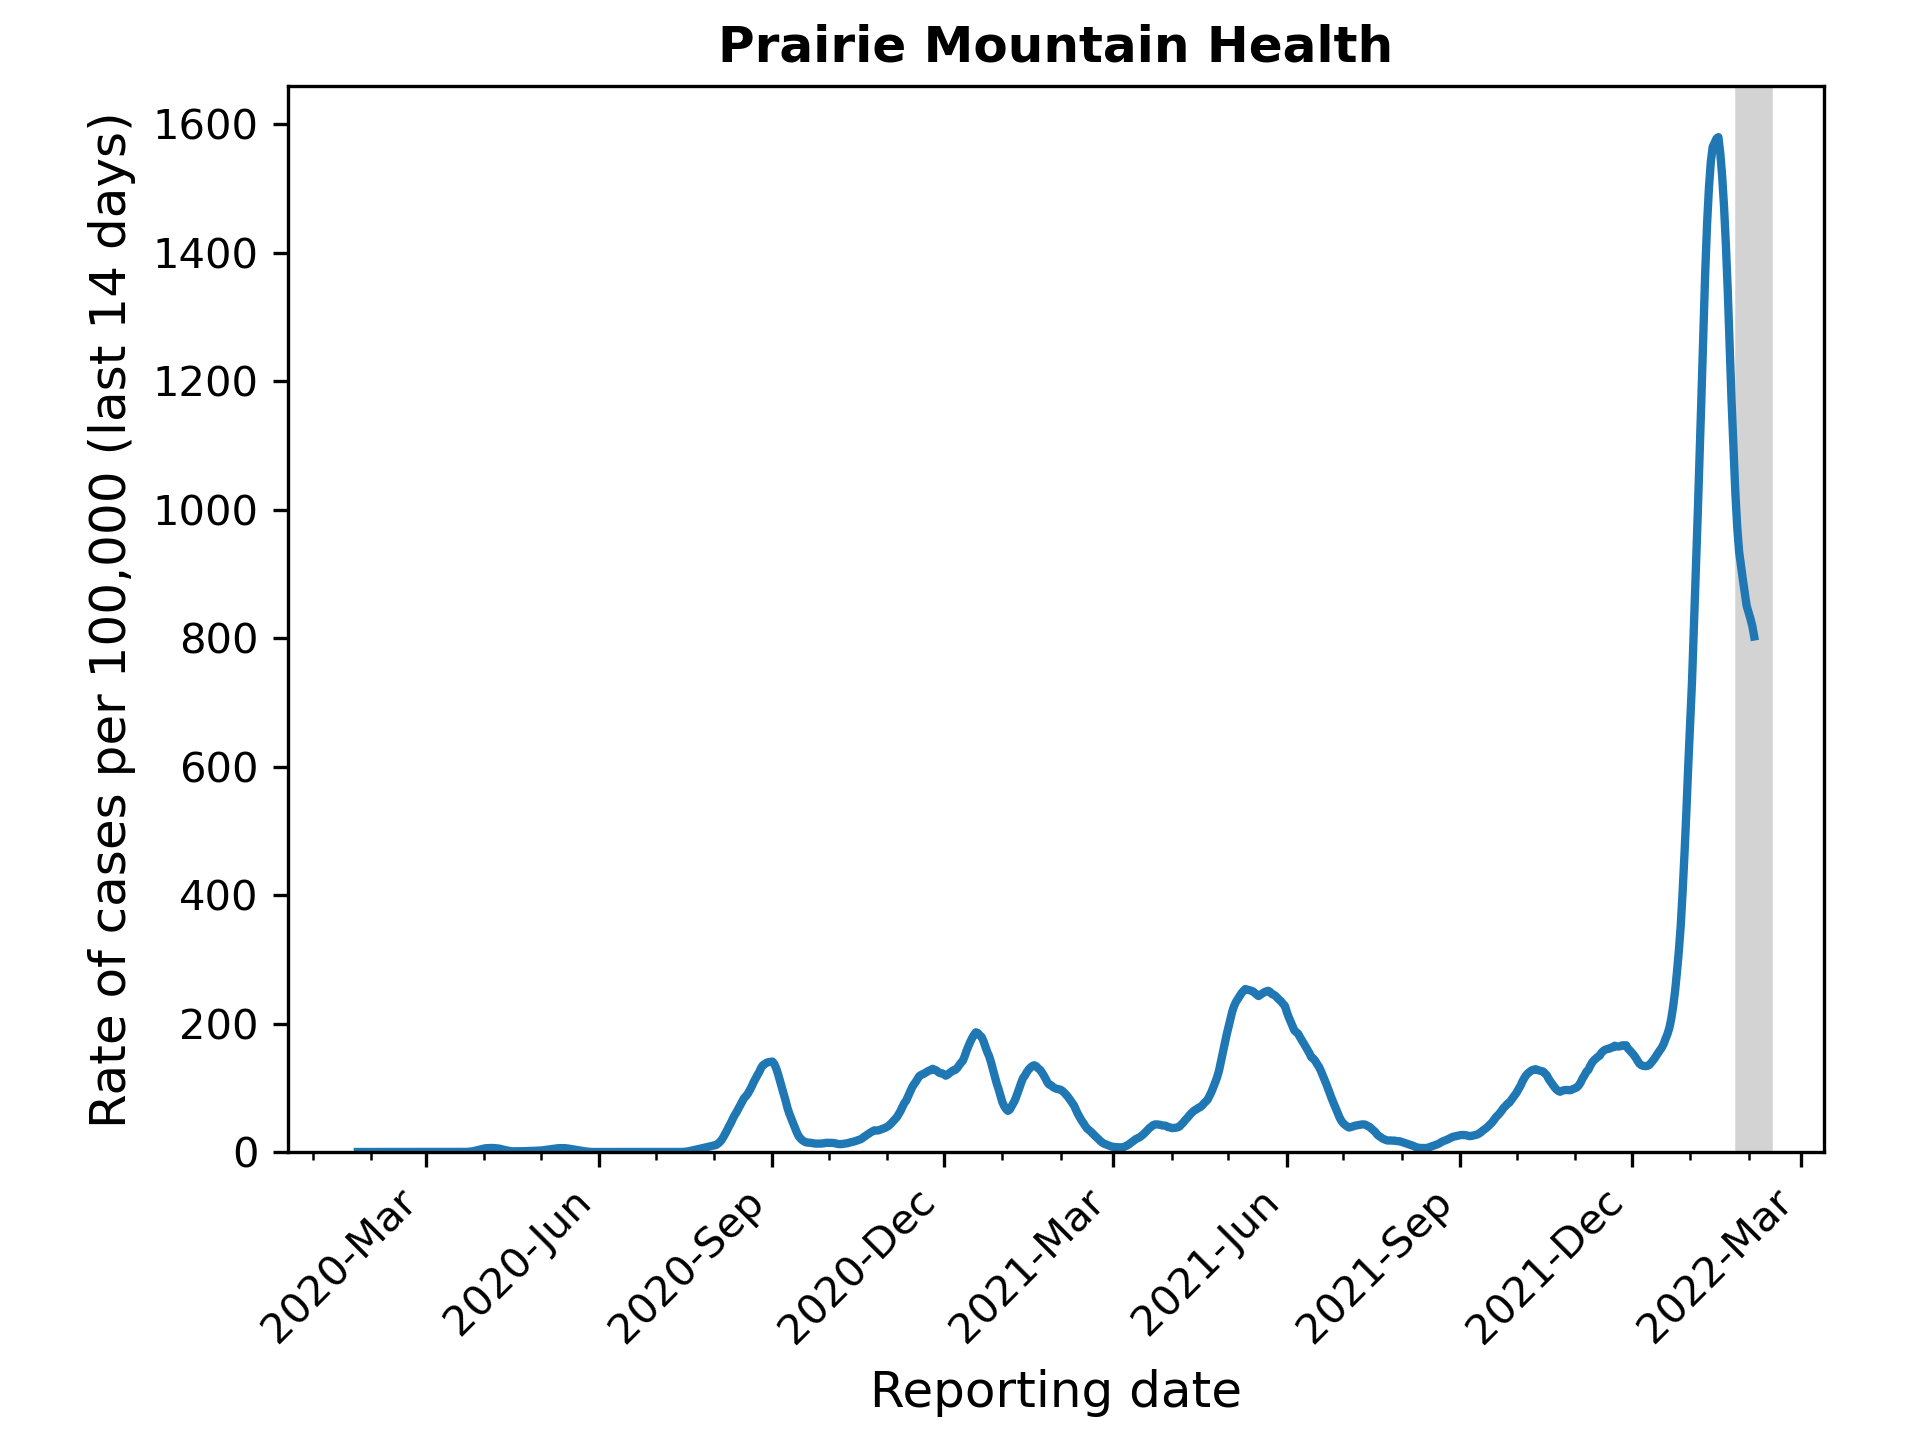 Prairie Mountain Health
Rate of cases per 100,000 (last 14 days)
1600
1400
1200
1000
800
600
400
200
0
2020-Mar
2020-Jun
2020-Sep
2020-Dec
2021-Mar
2021-Jun
2021-Sep
2021-Dec
2022-Mar
Reporting date